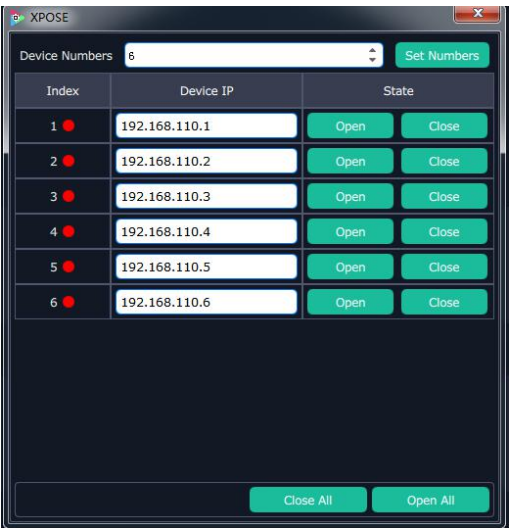 XPOSE
Device Numbers 6 Set Numbers
Index Device IP State
1 192.168.110.1 Open Close
2 192.168.110.2 Open Close
3 192.168.110.3 Open Close
4 192.168.110.4 Open Close
5 192.168.110.5 Open Close
6 192.168.110.6 Open Close
Close All Open All